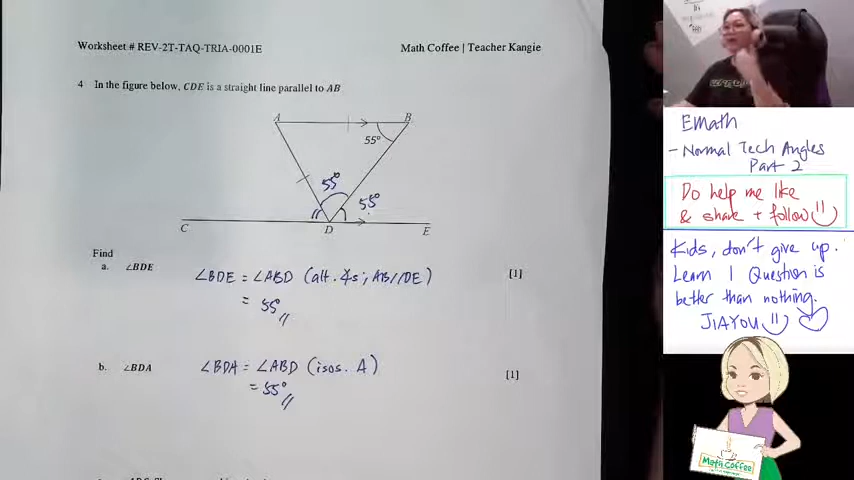 Worksheet # REV-2T-TAQ-TRIA-0001E
Math Coffee | Teacher Kangie
4 In the figure below, CDE is a straight line parallel to AB
A
B
55°
55°
55°
C
D
E
Find
a. ∠BDE
∠BDE = ∠ABD (alt. ∠s, AB//DE)
= 55°
[1]
b. ∠BDA
∠BDA = ∠ABD (isos. Δ)
= 55°
[1]
EMath
- Normal Tech Angles
Part 2
Do help me like
& share + follow
Kids, don't give up.
Learn 1 Question is
better than nothing.
JIAYOU
Math Coffee